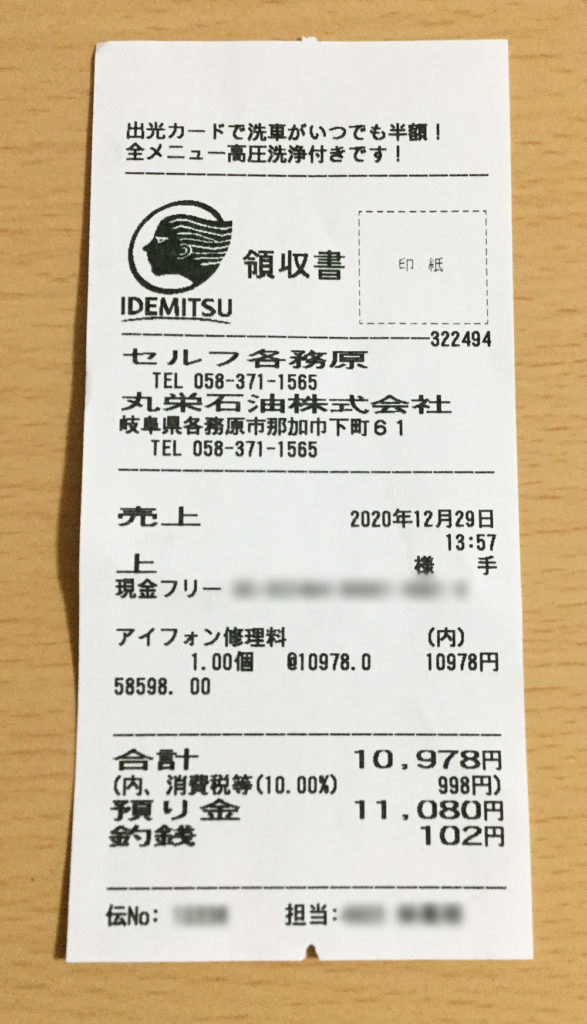 出光カードで洗車がいつでも半額!
全メニュー高圧洗浄付きです!
IDEMITSU
領収書
印 紙
322494
セルフ各務原
TEL 058-371-1565
丸栄石油株式会社
岐阜県各務原市那加巾下町61
TEL 058-371-1565
売上 2020年12月29日
13:57
上 様 手
現金フリー
アイフォン修理料 (内)
1.00個 @10978.0 10978円
58598. 00
合計 10,978円
(内、消費税等(10.00%) 998円)
預り金 11,080円
釣銭 102円
伝No: 担当: